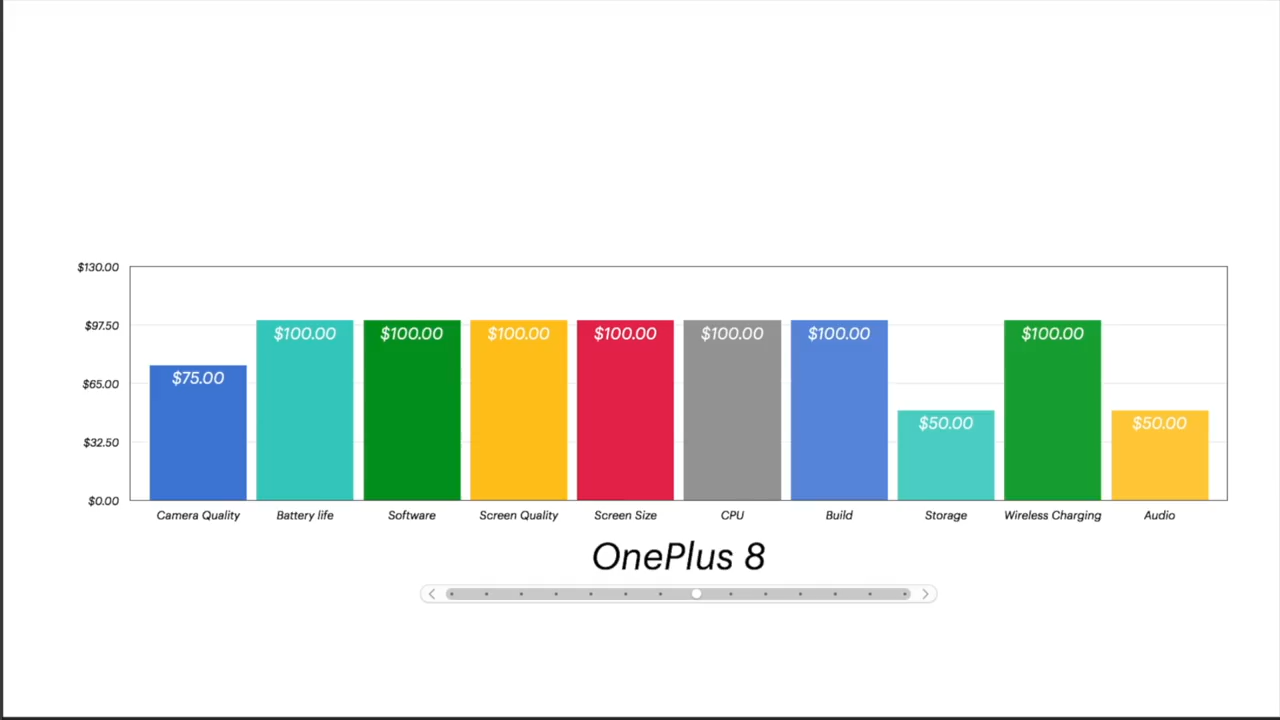 $130.00
$97.50
$65.00
$32.50
$0.00
$75.00
$100.00
$100.00
$100.00
$100.00
$100.00
$100.00
$50.00
$100.00
$50.00
Camera Quality
Battery life
Software
Screen Quality
Screen Size
CPU
Build
Storage
Wireless Charging
Audio
OnePlus 8